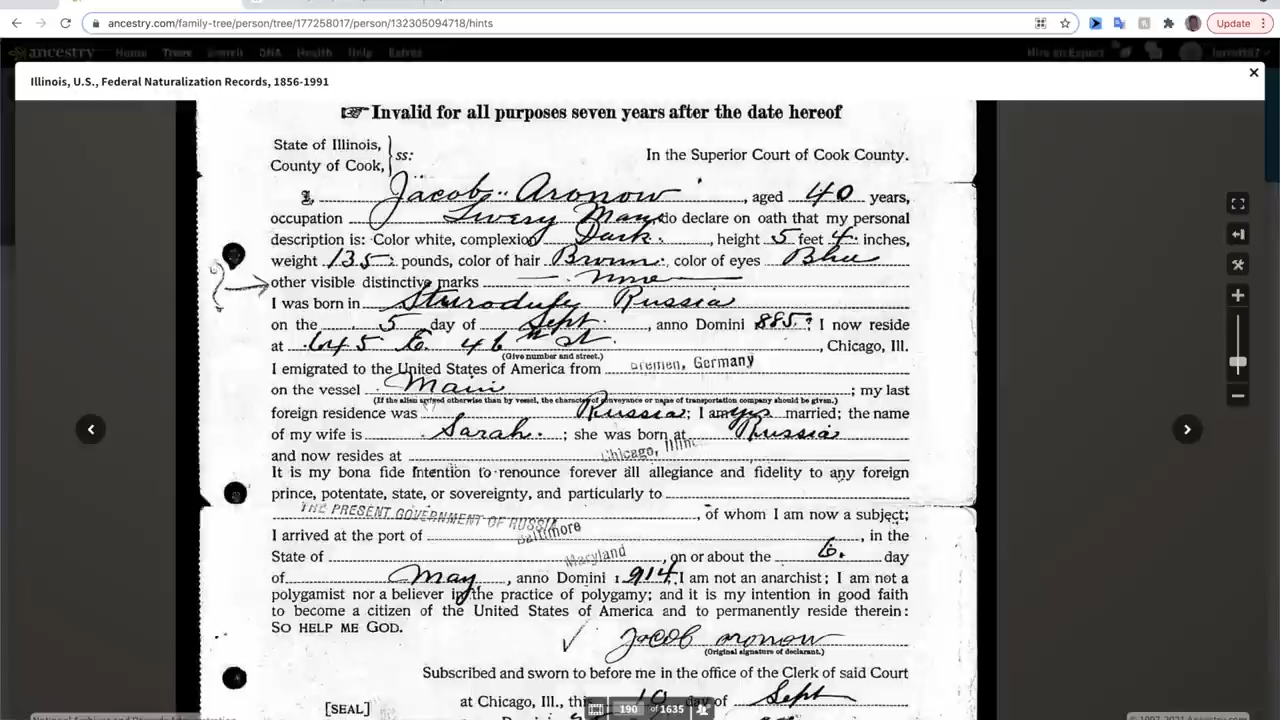 ancestry.com/family-tree/person/tree/177258017/person/132305094718/hints
Update
ancestry Home Trees Search DNA Health Help Extras Hire an Expert
Illinois, U.S., Federal Naturalization Records, 1856-1991
Invalid for all purposes seven years after the date hereof
State of Illinois,
County of Cook,
ss:
In the Superior Court of Cook County.
I, Jacob Aronow, aged 40 years,
occupation Livery Man do declare on oath that my personal
description is: Color white, complexion Dark, height 5 feet 4 inches,
weight 135 pounds, color of hair Brown, color of eyes Blue
other visible distinctive marks none
I was born in Russia
on the 5 day of Sept., anno Domini 1885? I now reside
at 645 E. 46th St., Chicago, Ill.
(Give number and street.)
I emigrated to the United States of America from Bremen, Germany
on the vessel Main; my last
(If the alien arrived otherwise than by vessel, the character of conveyance or name of transportation company should be given.)
foreign residence was Russia; I am yes married; the name
of my wife is Sarah; she was born at Russia
and now resides at Chicago, Illin
It is my bona fide intention to renounce forever all allegiance and fidelity to any foreign
prince, potentate, state, or sovereignty, and particularly to
THE PRESENT GOVERNMENT OF RUSSIA, of whom I am now a subject;
I arrived at the port of Baltimore, in the
State of Maryland, on or about the 6. day
of May, anno Domini 1914. I am not an anarchist; I am not a
polygamist nor a believer in the practice of polygamy; and it is my intention in good faith
to become a citizen of the United States of America and to permanently reside therein:
SO HELP ME GOD.
Jacob Aronow
(Original signature of declarant.)
Subscribed and sworn to before me in the office of the Clerk of said Court
at Chicago, Ill., this 19 day of Sept
[SEAL]
190 of 1635